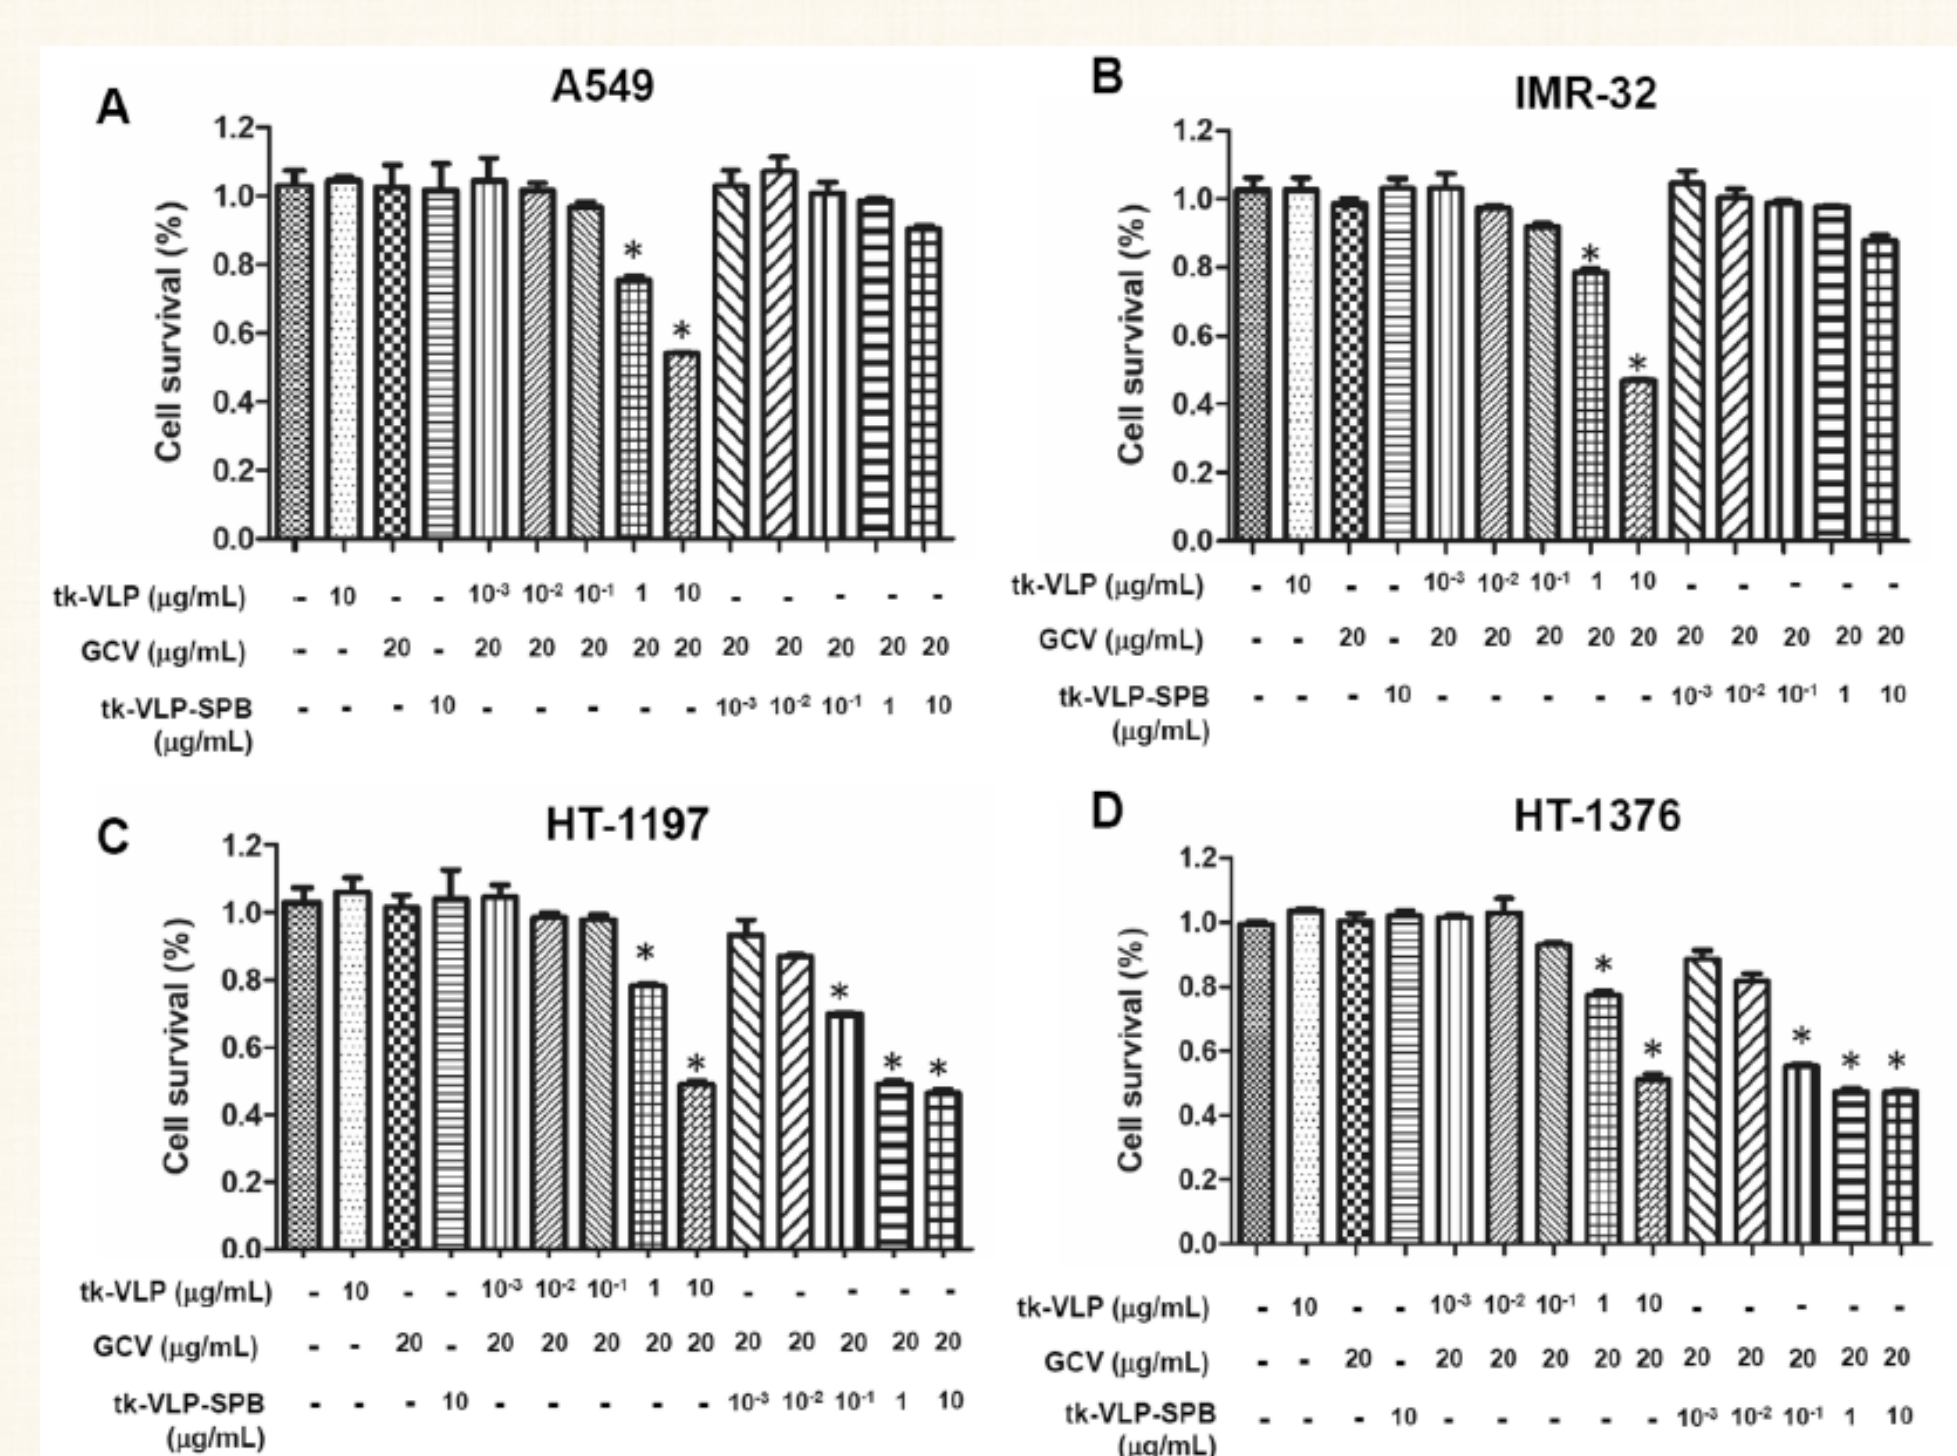 A
A549
Cell survival (%)
1.2
1.0
0.8
0.6
0.4
0.2
0.0
* *
tk-VLP (µg/mL) - 10 - - 10⁻³ 10⁻² 10⁻¹ 1 10 - - - - -
GCV (µg/mL) - - 20 - 20 20 20 20 20 20 20 20 20 20
tk-VLP-SPB - - - 10 - - - - - 10⁻³ 10⁻² 10⁻¹ 1 10
(µg/mL)
B
IMR-32
Cell survival (%)
1.2
1.0
0.8
0.6
0.4
0.2
0.0
* *
tk-VLP (µg/mL) - 10 - - 10⁻³ 10⁻² 10⁻¹ 1 10 - - - - -
GCV (µg/mL) - - 20 - 20 20 20 20 20 20 20 20 20 20
tk-VLP-SPB - - - 10 - - - - - 10⁻³ 10⁻² 10⁻¹ 1 10
(µg/mL)
C
HT-1197
Cell survival (%)
1.2
1.0
0.8
0.6
0.4
0.2
0.0
* * * * *
tk-VLP (µg/mL) - 10 - - 10⁻³ 10⁻² 10⁻¹ 1 10 - - - - -
GCV (µg/mL) - - 20 - 20 20 20 20 20 20 20 20 20 20
tk-VLP-SPB - - - 10 - - - - - 10⁻³ 10⁻² 10⁻¹ 1 10
(µg/mL)
D
HT-1376
Cell survival (%)
1.2
1.0
0.8
0.6
0.4
0.2
0.0
* * * * *
tk-VLP (µg/mL) - 10 - - 10⁻³ 10⁻² 10⁻¹ 1 10 - - - - -
GCV (µg/mL) - - 20 - 20 20 20 20 20 20 20 20 20 20
tk-VLP-SPB - - - 10 - - - - - 10⁻³ 10⁻² 10⁻¹ 1 10
(µg/mL)